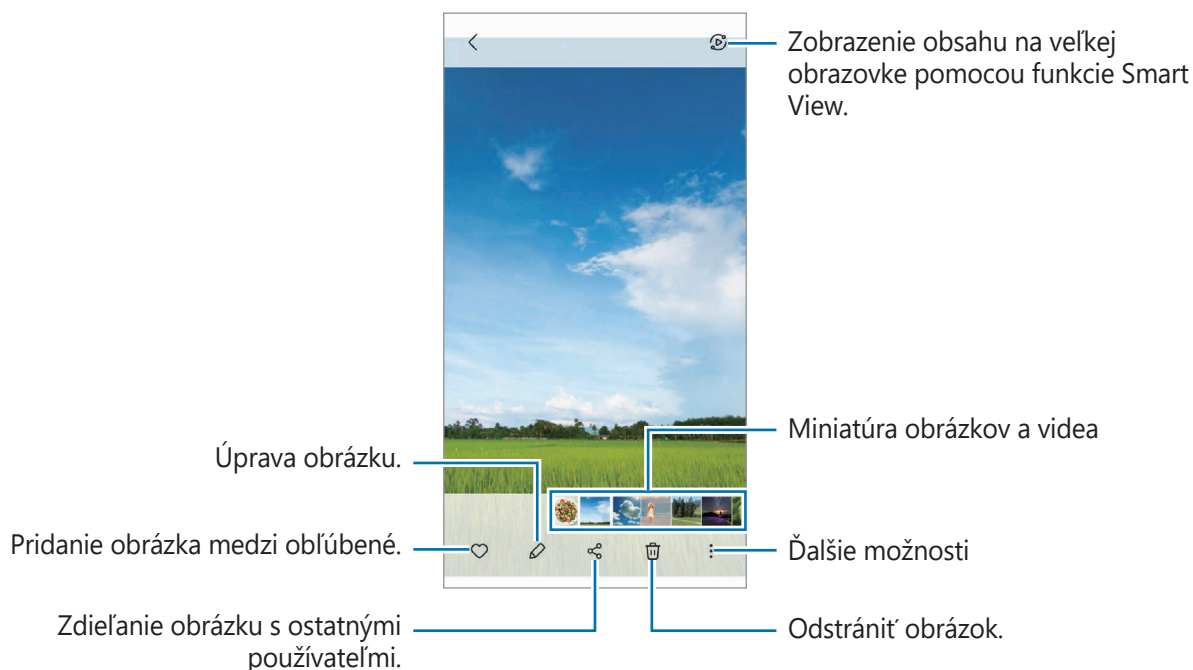 Zobrazenie obsahu na veľkej
obrazovke pomocou funkcie Smart
View.
Miniatúra obrázkov a videa
Úprava obrázku.
Pridanie obrázka medzi obľúbené.
Ďalšie možnosti
Zdieľanie obrázku s ostatnými
používateľmi.
Odstrániť obrázok.